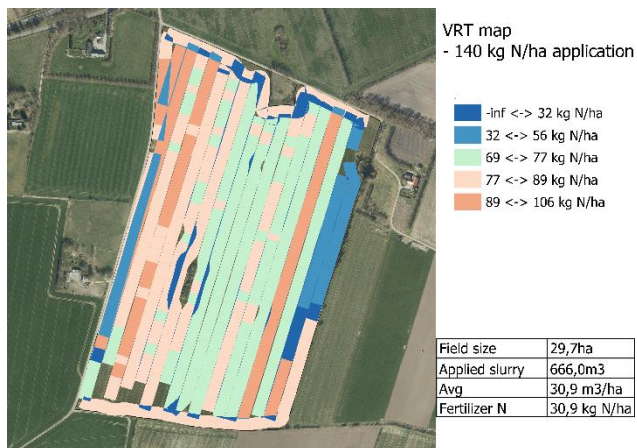 VRT map
- 140 kg N/ha application
-inf <-> 32 kg N/ha
32 <-> 56 kg N/ha
69 <-> 77 kg N/ha
77 <-> 89 kg N/ha
89 <-> 106 kg N/ha
Field size 29,7ha
Applied slurry 666,0m3
Avg 30,9 m3/ha
Fertilizer N 30,9 kg N/ha